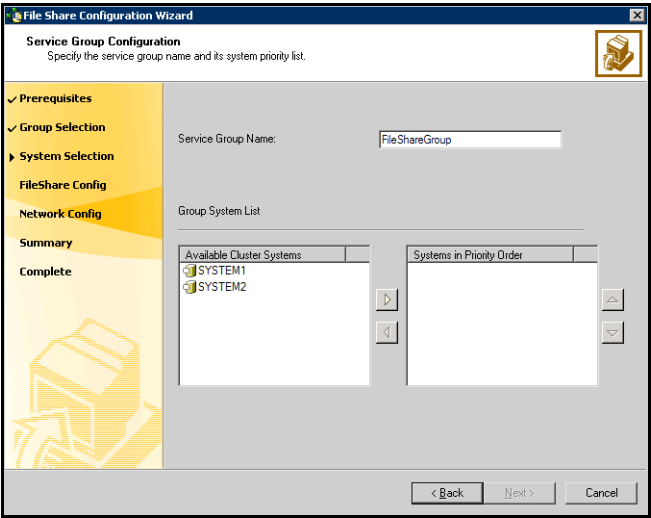 File Share Configuration Wizard
Service Group Configuration
Specify the service group name and its system priority list.
Prerequisites
Group Selection
System Selection
FileShare Config
Network Config
Summary
Complete
Service Group Name:
FileShareGroup
Group System List
Available Cluster Systems
SYSTEM1
SYSTEM2
Systems in Priority Order
< Back
Next >
Cancel